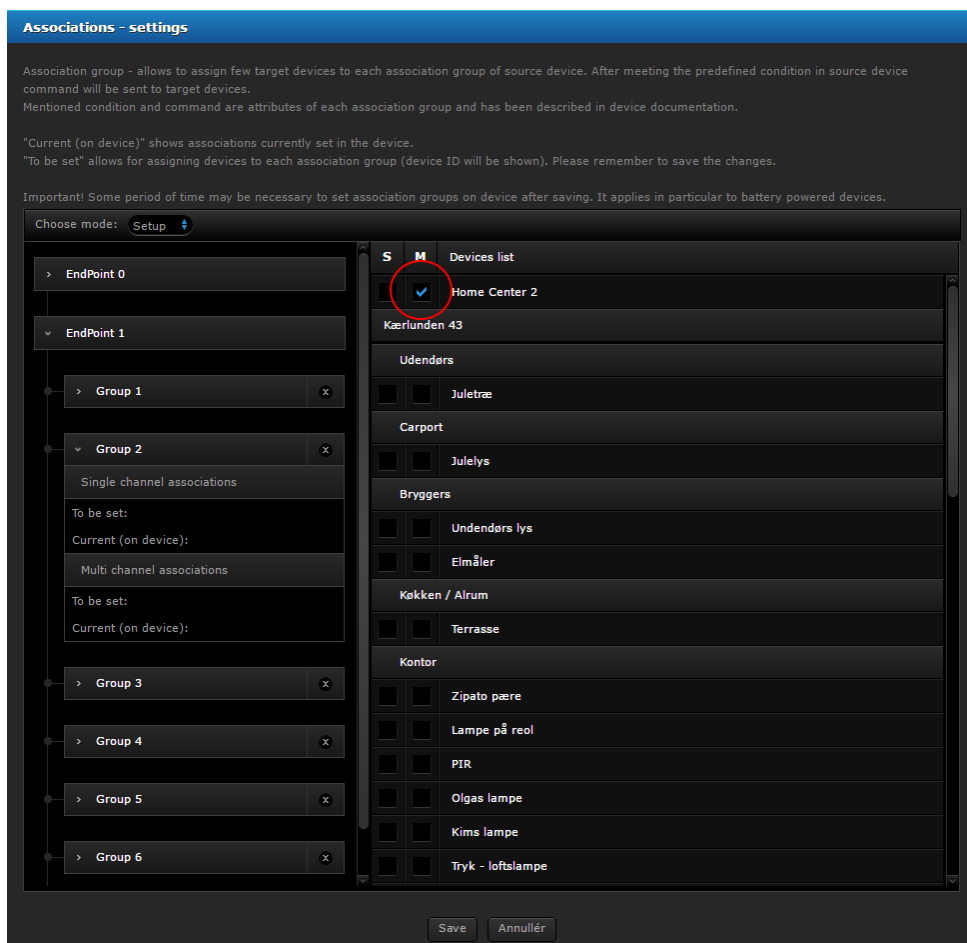 Associations - settings
Association group - allows to assign few target devices to each association group of source device. After meeting the predefined condition in source device
command will be sent to target devices.
Mentioned condition and command are attributes of each association group and has been described in device documentation.
"Current (on device)" shows associations currently set in the device.
"To be set" allows for assigning devices to each association group (device ID will be shown). Please remember to save the changes.
Important! Some period of time may be necessary to set association groups on device after saving. It applies in particular to battery powered devices.
Choose mode: Setup
EndPoint 0
EndPoint 1
Group 1 x
Group 2 x
Single channel associations
To be set:
Current (on device):
Multi channel associations
To be set:
Current (on device):
Group 3 x
Group 4 x
Group 5 x
Group 6 x
S M Devices list
Home Center 2
Kærlunden 43
Udendørs
Juletræ
Carport
Julelys
Bryggers
Undendørs lys
Elmåler
Køkken / Alrum
Terrasse
Kontor
Zipato pære
Lampe på reol
PIR
Olgas lampe
Kims lampe
Tryk - loftslampe
Save Annullér